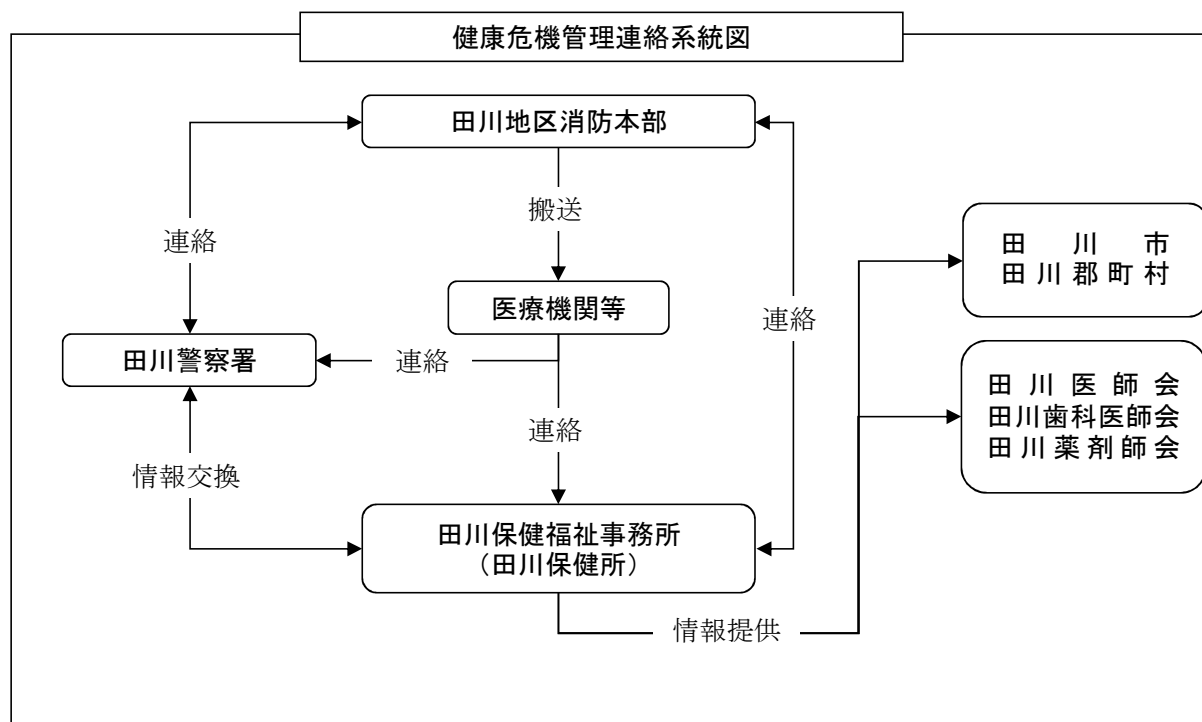 健康危機管理連絡系統図
田川地区消防本部
搬送
連絡
田川市
田川郡町村
医療機関等
連絡
田川警察署
連絡
田川医師会
田川歯科医師会
田川薬剤師会
連絡
情報交換
田川保健福祉事務所
(田川保健所)
情報提供